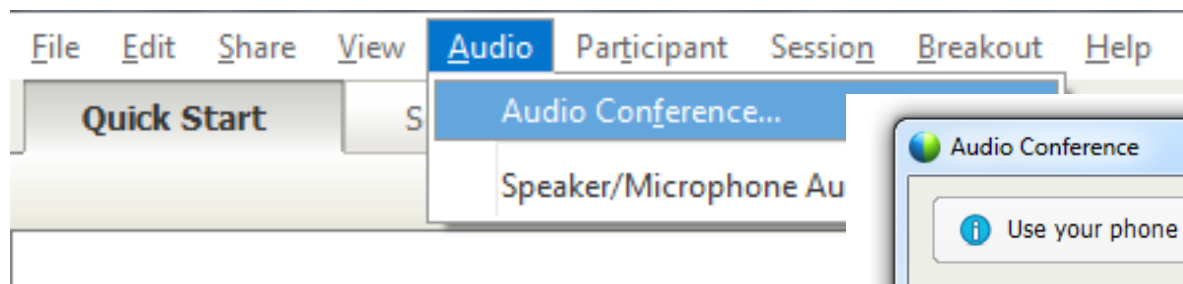 File Edit Share View Audio Participant Session Breakout Help
Quick Start S
Audio Conference...
Speaker/Microphone Au
Audio Conference
Use your phone